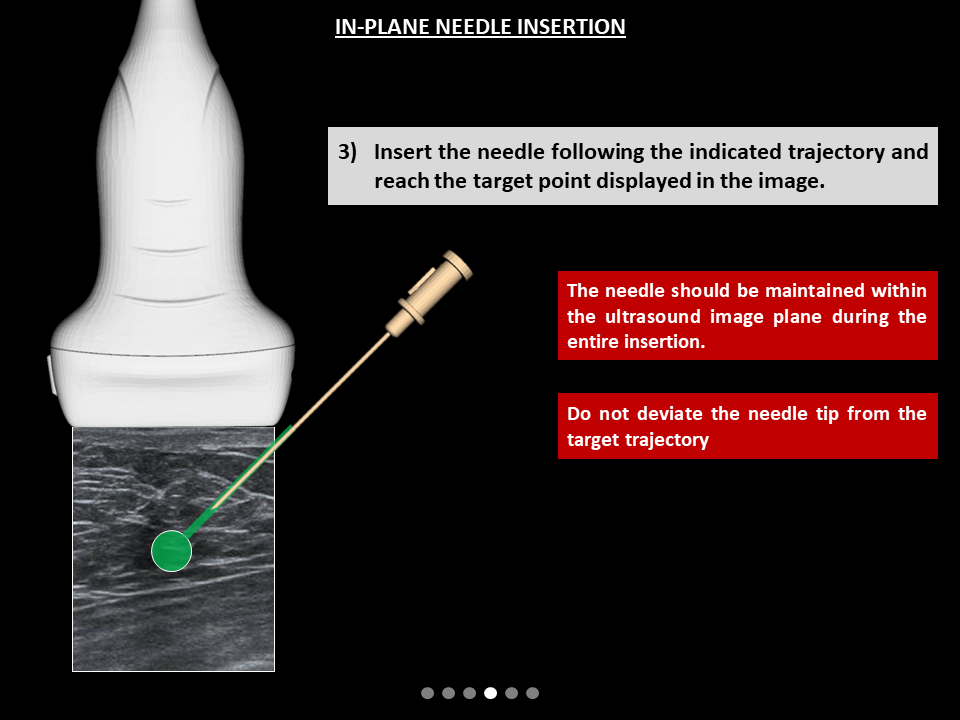 IN-PLANE NEEDLE INSERTION
3) Insert the needle following the indicated trajectory and
reach the target point displayed in the image.
The needle should be maintained within
the ultrasound image plane during the
entire insertion.
Do not deviate the needle tip from the
target trajectory